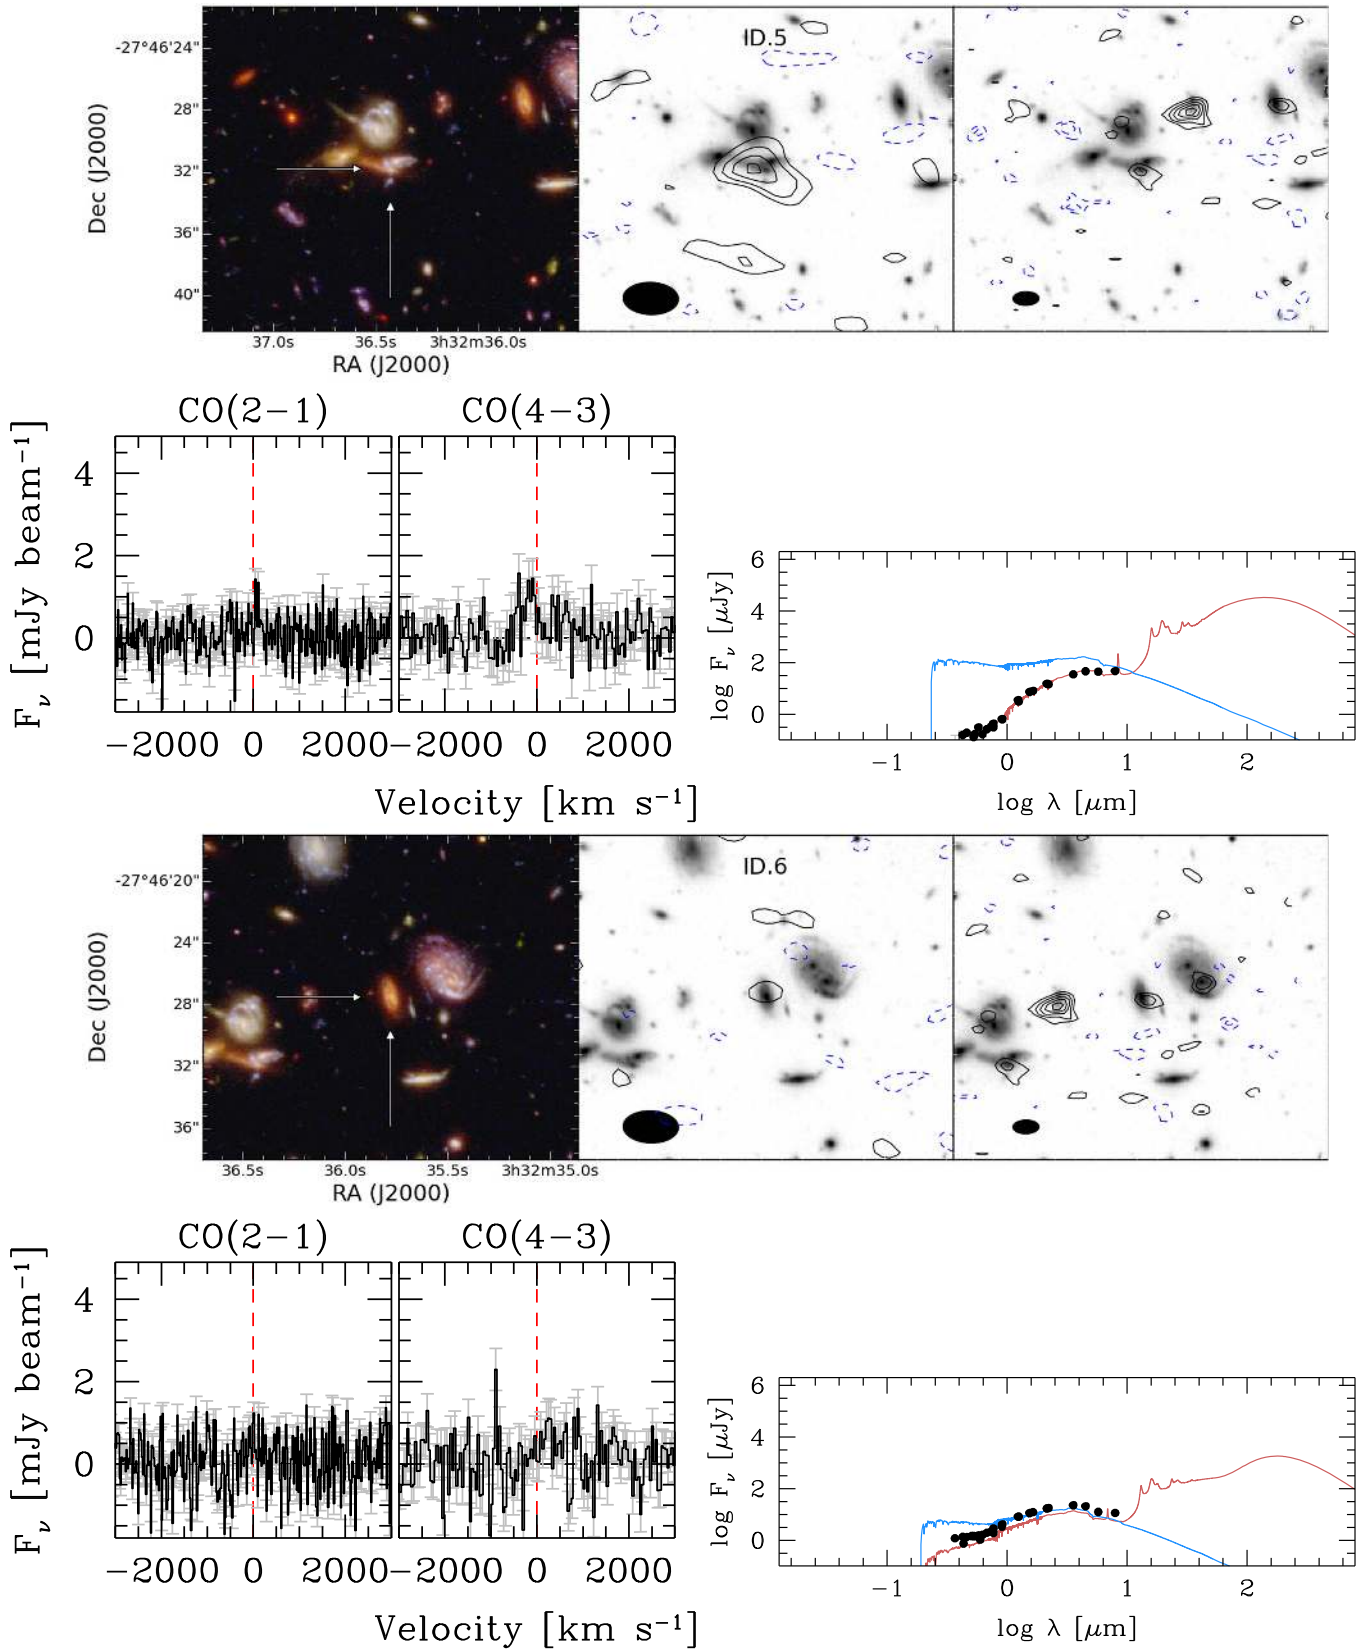 ID.5
Dec (J2000)
-27°46'24"
28"
32"
36"
40"
37.0s 36.5s 3h32m36.0s
RA (J2000)
CO(2−1) CO(4−3)
F_ν [mJy beam⁻¹]
4
2
0
−2000 0 2000 −2000 0 2000
Velocity [km s⁻¹]
log F_ν [μJy]
6
4
2
0
−1 0 1 2
log λ [μm]
ID.6
Dec (J2000)
-27°46'20"
24"
28"
32"
36"
36.5s 36.0s 35.5s 3h32m35.0s
RA (J2000)
CO(2−1) CO(4−3)
F_ν [mJy beam⁻¹]
4
2
0
−2000 0 2000 −2000 0 2000
Velocity [km s⁻¹]
log F_ν [μJy]
6
4
2
0
−1 0 1 2
log λ [μm]